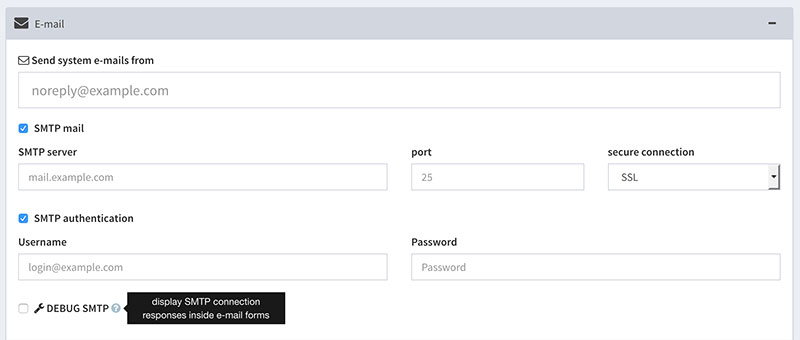 E-mail
Send system e-mails from
noreply@example.com
SMTP mail
SMTP server port secure connection
mail.example.com 25 SSL
SMTP authentication
Username Password
login@example.com Password
DEBUG SMTP ?
display SMTP connection
responses inside e-mail forms